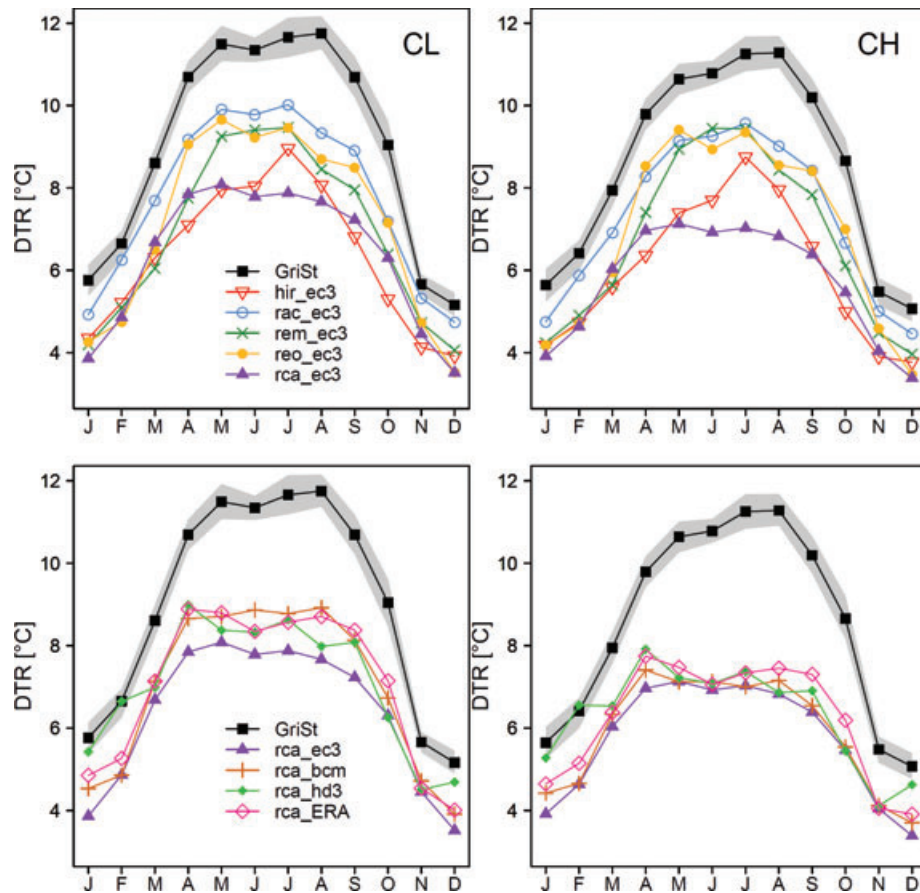 CL
DTR [°C]
12
10
8
6
4
GriSt
hir_ec3
rac_ec3
rem_ec3
reo_ec3
rca_ec3
J F M A M J J A S O N D
CH
DTR [°C]
12
10
8
6
4
J F M A M J J A S O N D
DTR [°C]
12
10
8
6
4
GriSt
rca_ec3
rca_bcm
rca_hd3
rca_ERA
J F M A M J J A S O N D
DTR [°C]
12
10
8
6
4
J F M A M J J A S O N D